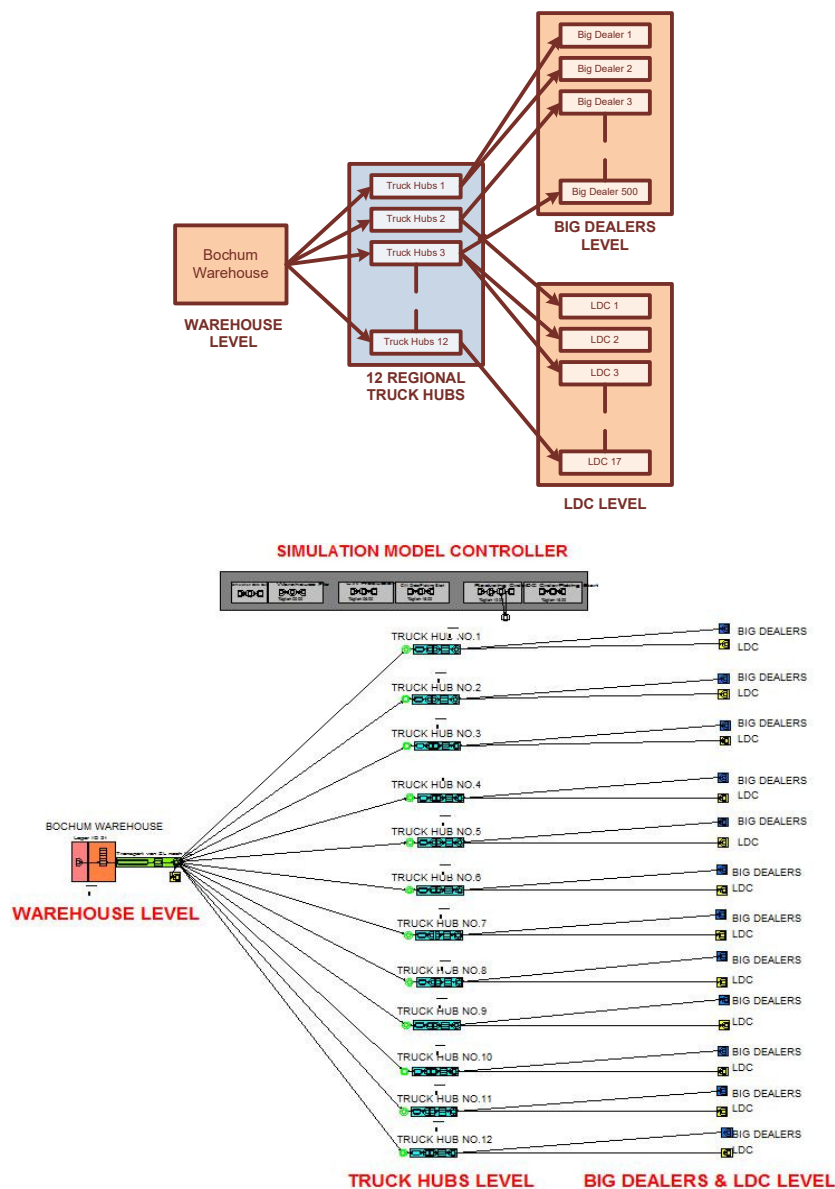 Big Dealer 1
Big Dealer 2
Big Dealer 3
Big Dealer 500
BIG DEALERS
LEVEL
Truck Hubs 1
Truck Hubs 2
Truck Hubs 3
Truck Hubs 12
12 REGIONAL
TRUCK HUBS
Bochum
Warehouse
WAREHOUSE
LEVEL
LDC 1
LDC 2
LDC 3
LDC 17
LDC LEVEL
SIMULATION MODEL CONTROLLER
TRUCK HUB NO.1
BIG DEALERS
LDC
TRUCK HUB NO.2
BIG DEALERS
LDC
TRUCK HUB NO.3
BIG DEALERS
LDC
TRUCK HUB NO.4
BIG DEALERS
LDC
BOCHUM WAREHOUSE
TRUCK HUB NO.5
BIG DEALERS
LDC
TRUCK HUB NO.6
BIG DEALERS
LDC
WAREHOUSE LEVEL
TRUCK HUB NO.7
BIG DEALERS
LDC
TRUCK HUB NO.8
BIG DEALERS
LDC
TRUCK HUB NO.9
BIG DEALERS
LDC
TRUCK HUB NO.10
BIG DEALERS
LDC
TRUCK HUB NO.11
BIG DEALERS
LDC
TRUCK HUB NO.12
BIG DEALERS
LDC
TRUCK HUBS LEVEL
BIG DEALERS & LDC LEVEL